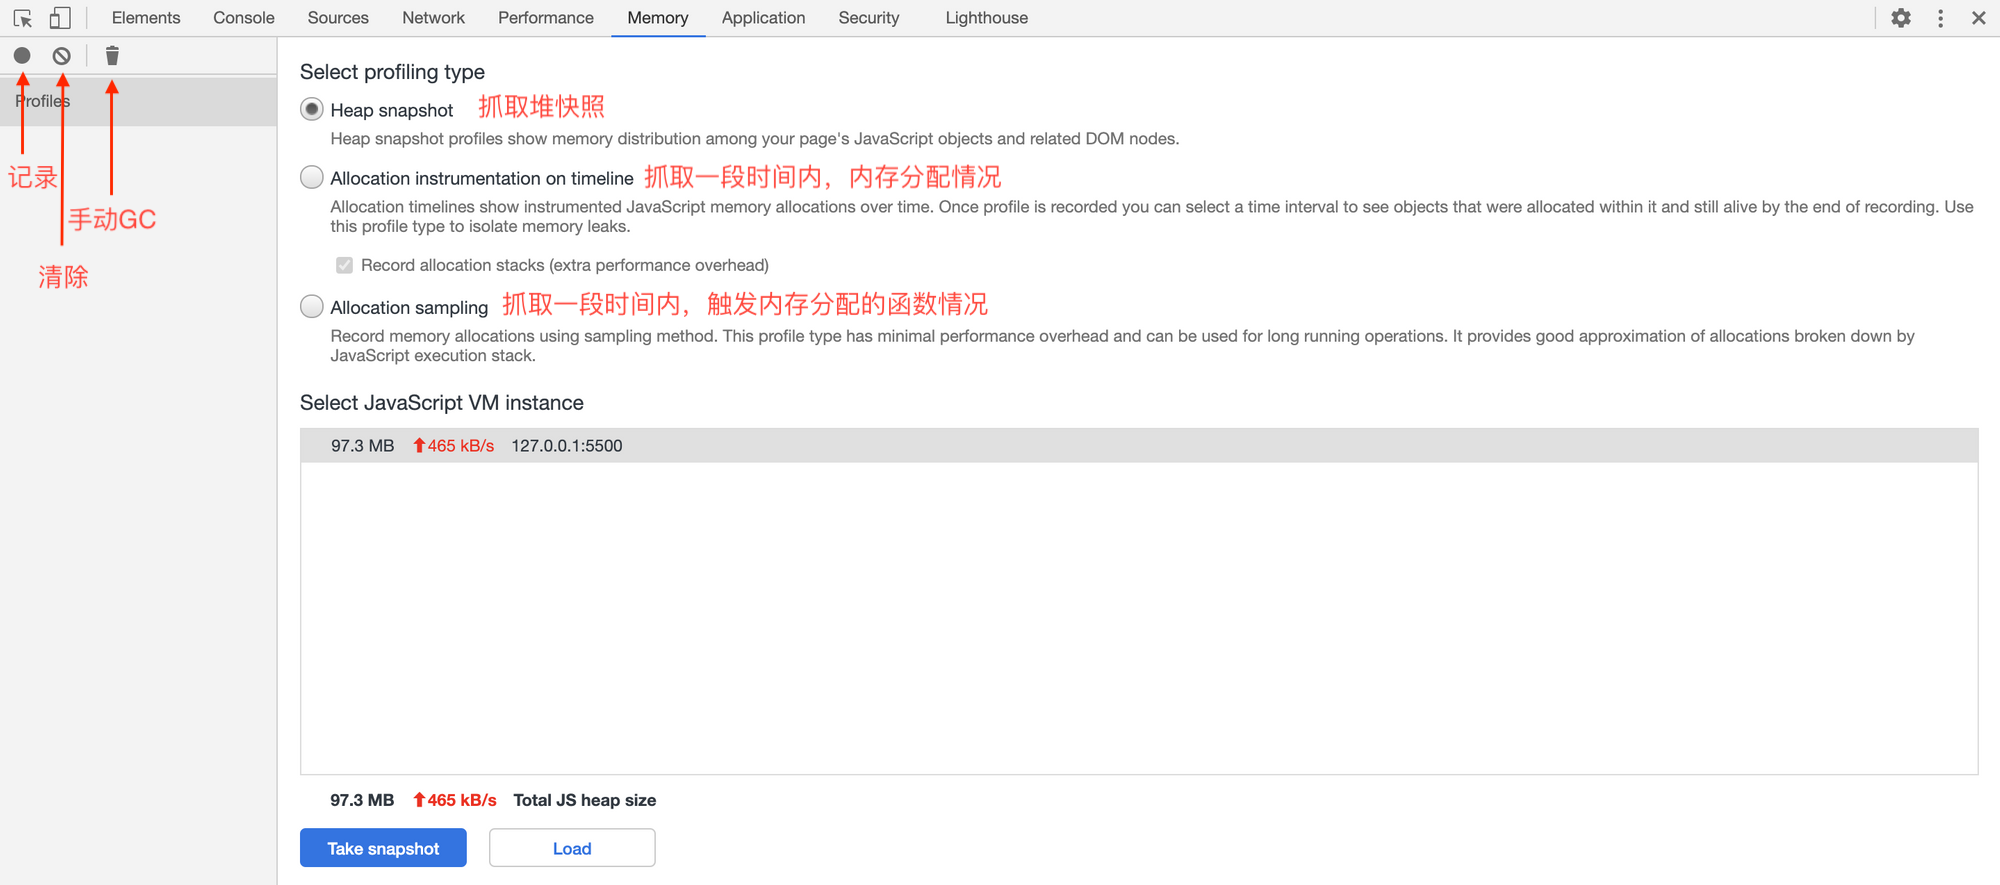 Elements Console Sources Network Performance Memory Application Security Lighthouse
Profiles
记录
手动GC
清除
Select profiling type
Heap snapshot 抓取堆快照
Heap snapshot profiles show memory distribution among your page's JavaScript objects and related DOM nodes.
Allocation instrumentation on timeline 抓取一段时间内，内存分配情况
Allocation timelines show instrumented JavaScript memory allocations over time. Once profile is recorded you can select a time interval to see objects that were allocated within it and still alive by the end of recording. Use
this profile type to isolate memory leaks.
Record allocation stacks (extra performance overhead)
Allocation sampling 抓取一段时间内，触发内存分配的函数情况
Record memory allocations using sampling method. This profile type has minimal performance overhead and can be used for long running operations. It provides good approximation of allocations broken down by
JavaScript execution stack.
Select JavaScript VM instance
97.3 MB 465 kB/s 127.0.0.1:5500
97.3 MB 465 kB/s Total JS heap size
Take snapshot Load